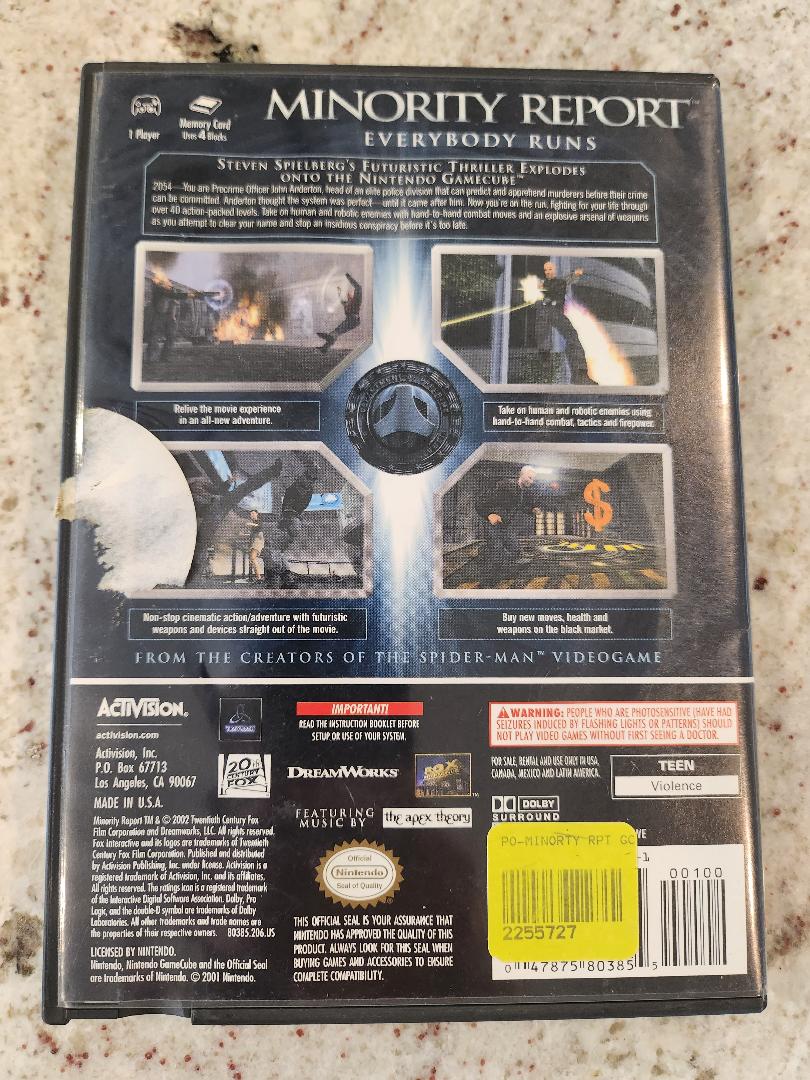 1 Player
Memory Card
Uses 4 Blocks
MINORITY REPORT™
EVERYBODY RUNS
STEVEN SPIELBERG'S FUTURISTIC THRILLER EXPLODES
ONTO THE NINTENDO GAMECUBE™
2054—You are Precrime Officer John Anderton, head of an elite police division that can predict and apprehend murderers before their crime
can be committed. Anderton thought the system was perfect—until it came after him. Now you're on the run, fighting for your life through
over 40 action-packed levels. Take on human and robotic enemies with hand-to-hand combat moves and an explosive arsenal of weapons
as you attempt to clear your name and stop an insidious conspiracy before it's too late.
Relive the movie experience
in an all-new adventure.
Take on human and robotic enemies using
hand-to-hand combat, tactics and firepower.
$
Non-stop cinematic action/adventure with futuristic
weapons and devices straight out of the movie.
Buy new moves, health and
weapons on the black market.
FROM THE CREATORS OF THE SPIDER-MAN™ VIDEOGAME
ACTIVISION®
activision.com
Activision, Inc.
P.O. Box 67713
Los Angeles, CA 90067
MADE IN U.S.A.
20th
CENTURY
FOX
IMPORTANT!
READ THE INSTRUCTION BOOKLET BEFORE
SETUP OR USE OF YOUR SYSTEM.
DREAMWORKS
FOX
INTERACTIVE
™
FEATURING
MUSIC BY
the apex theory
WARNING: PEOPLE WHO ARE PHOTOSENSITIVE (HAVE HAD
SEIZURES INDUCED BY FLASHING LIGHTS OR PATTERNS) SHOULD
NOT PLAY VIDEO GAMES WITHOUT FIRST SEEING A DOCTOR.
FOR SALE, RENTAL AND USE ONLY IN USA,
CANADA, MEXICO AND LATIN AMERICA.
TEEN
Violence
DOLBY
SURROUND
Minority Report TM & © 2002 Twentieth Century Fox
Film Corporation and Dreamworks, LLC. All rights reserved.
Fox Interactive and its logos are trademarks of Twentieth
Century Fox Film Corporation. Published and distributed
by Activision Publishing, Inc. under license. Activision is a
registered trademark of Activision, Inc. and its affiliates.
All rights reserved. The ratings icon is a registered trademark
of the Interactive Digital Software Association. Dolby, Pro
Logic, and the double-D symbol are trademarks of Dolby
Laboratories. All other trademarks and trade names are
the properties of their respective owners. 80385.206.US
LICENSED BY NINTENDO.
Nintendo, Nintendo GameCube and the Official Seal
are trademarks of Nintendo. © 2001 Nintendo.
Official
Nintendo
Seal of Quality
THIS OFFICIAL SEAL IS YOUR ASSURANCE THAT
NINTENDO HAS APPROVED THE QUALITY OF THIS
PRODUCT. ALWAYS LOOK FOR THIS SEAL WHEN
BUYING GAMES AND ACCESSORIES TO ENSURE
COMPLETE COMPATIBILITY.
PO-MINORTY RPT GC
2255727
-1
00100
0 47875 80385 5